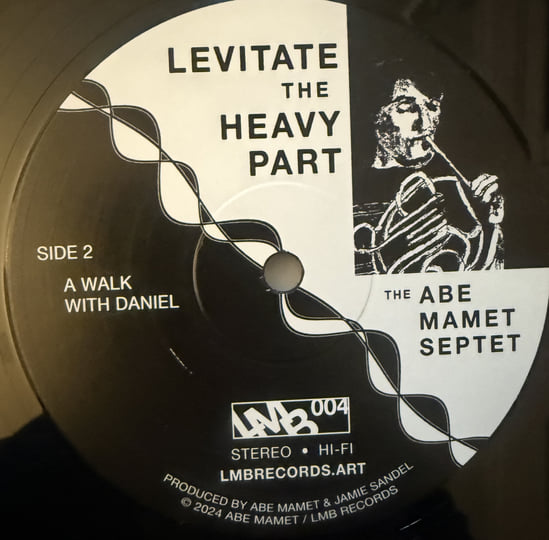 LEVITATE
THE
HEAVY
PART
SIDE 2
A WALK
WITH DANIEL
THE ABE
MAMET
SEPTET
LMB 004
STEREO • HI-FI
LMBRECORDS.ART
PRODUCED BY ABE MAMET & JAMIE SANDEL
© 2024 ABE MAMET / LMB RECORDS